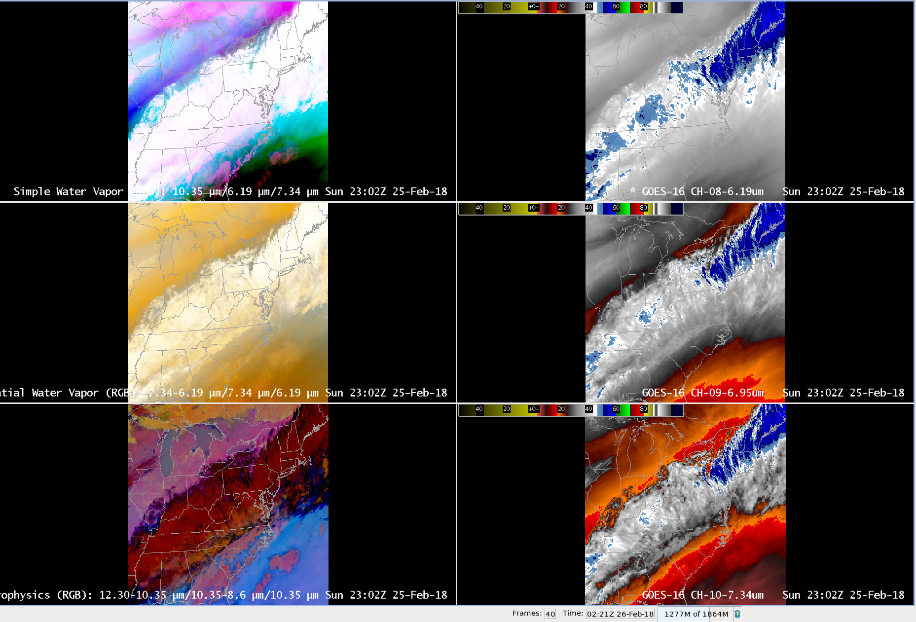 40 20 +0- 20 40 60 80
Simple Water Vapor 10.35 μm/6.19 μm/7.34 μm Sun 23:02Z 25-Feb-18
* GOES-16 CH-08-6.19um Sun 23:02Z 25-Feb-18
40 20 +0- 20 40 60 80
tial Water Vapor (RGB) 7.34-6.19 μm/7.34 μm/6.19 μm Sun 23:02Z 25-Feb-18
GOES-16 CH-09-6.95um Sun 23:02Z 25-Feb-18
40 20 +0- 20 40 60 80
ophysics (RGB): 12.30-10.35 μm/10.35-8.6 μm/10.35 μm Sun 23:02Z 25-Feb-18
GOES-16 CH-10-7.34um Sun 23:02Z 25-Feb-18
Frames: 40 Time: 02:21Z 26-Feb-18 1277M of 1864M